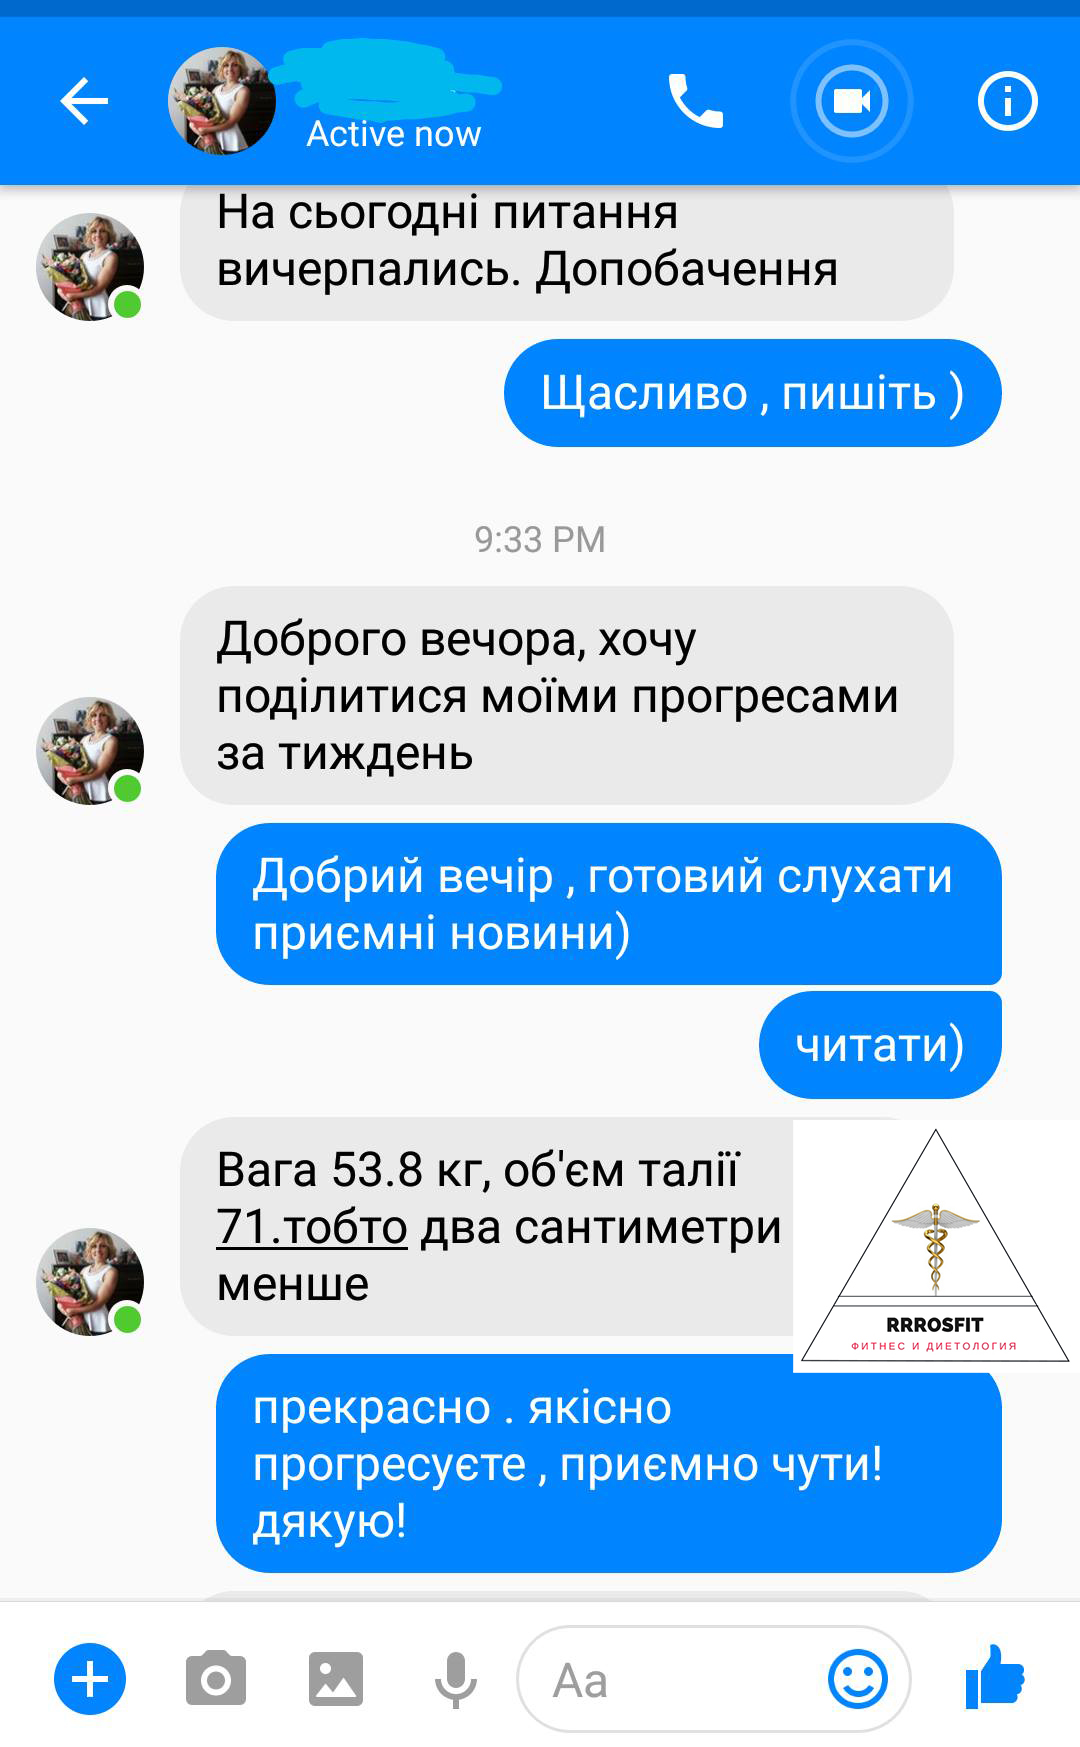 Active now
На сьогодні питання
вичерпались. Допобачення
Щасливо , пишіть )
9:33 PM
Доброго вечора, хочу
поділитися моїми прогресами
за тиждень
Добрий вечір , готовий слухати
приємні новини)
читати)
Вага 53.8 кг, об'єм талії
71.тобто два сантиметри
менше
RRROSFIT
ФИТНЕС И ДИЕТОЛОГИЯ
прекрасно . якісно
прогресуєте , приємно чути!
дякую!
Aa